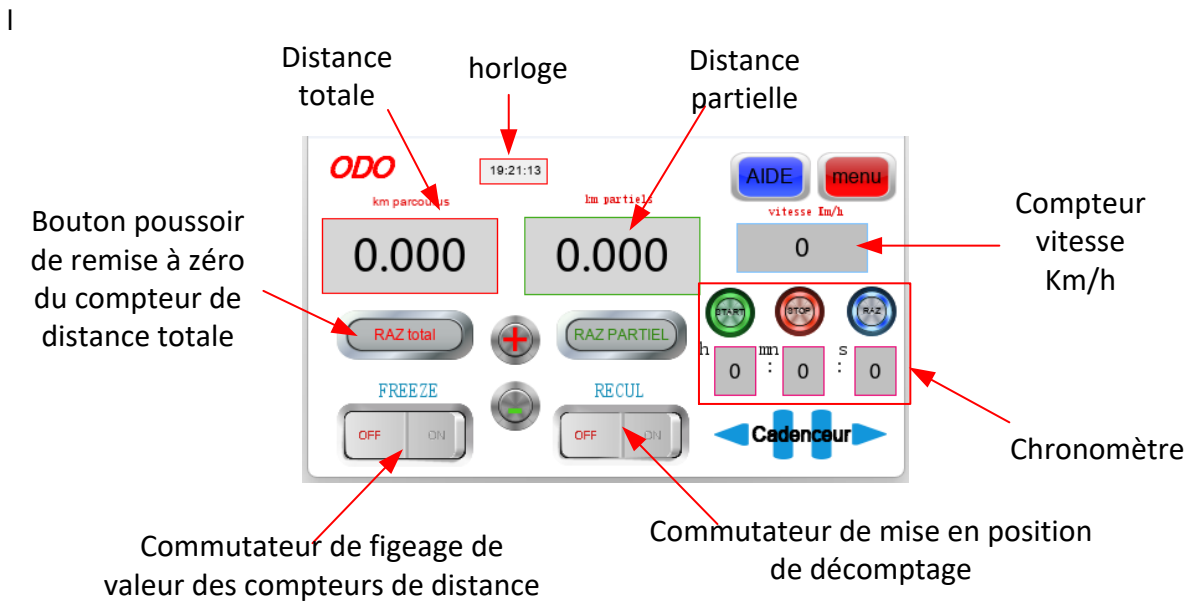 l
Distance
totale
horloge
Distance
partielle
ODO
19:21:13
AIDE
menu
km parcourus
km partiels
vitesse Km/h
0.000
0.000
0
Bouton poussoir
de remise à zéro
du compteur de
distance totale
Compteur
vitesse
Km/h
RAZ total
+
RAZ PARTIEL
START
STOP
RAZ
h mn s
0 : 0 : 0
FREEZE
-
RECUL
OFF ON
OFF ON
Cadenceur
Chronomètre
Commutateur de figeage de
valeur des compteurs de distance
Commutateur de mise en position
de décomptage